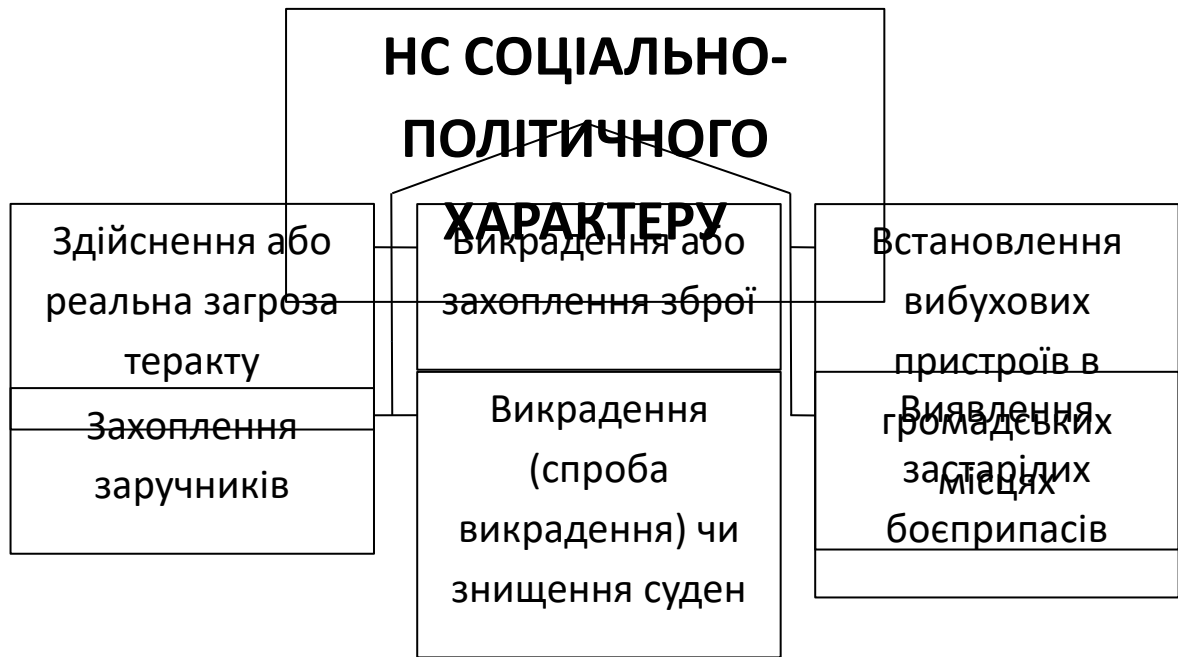 НС СОЦІАЛЬНО-
ПОЛІТИЧНОГО
ХАРАКТЕРУ
Здійснення або
реальна загроза
теракту
Викрадення або
захоплення зброї
Встановлення
вибухових
пристроїв в
громадських
місцях
Захоплення
заручників
Викрадення
(спроба
викрадення) чи
знищення суден
Виявлення
застарілих
боєприпасів